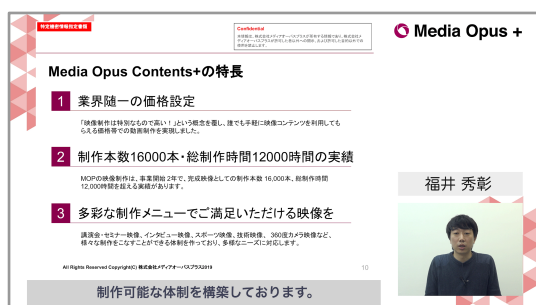 特定機密情報指定書類
Confidential
Media Opus +
Media Opus Contents+の特長
1 業界随一の価格設定
「映像制作は特別なもので高い！」という概念を覆し、誰でも手軽に映像コンテンツを利用しても
らえる価格帯での動画制作を実現しました。
2 制作本数16000本・総制作時間12000時間の実績
MOPの映像制作は、事業開始 2年で、完成映像としての制作本数 16,000本、総制作時間
12,000時間を超える実績があります。
3 多彩な制作メニューでご満足いただける映像を
講演会・セミナー映像、インタビュー映像、スポーツ映像、技術映像、 360度カメラ映像など、
様々な制作をこなすことができる体制を作っており、多様なニーズに対応します。
福井 秀彰
All Rights Reserved Copyright(C) 株式会社メディアオーパスプラス2019
10
制作可能な体制を構築しております。